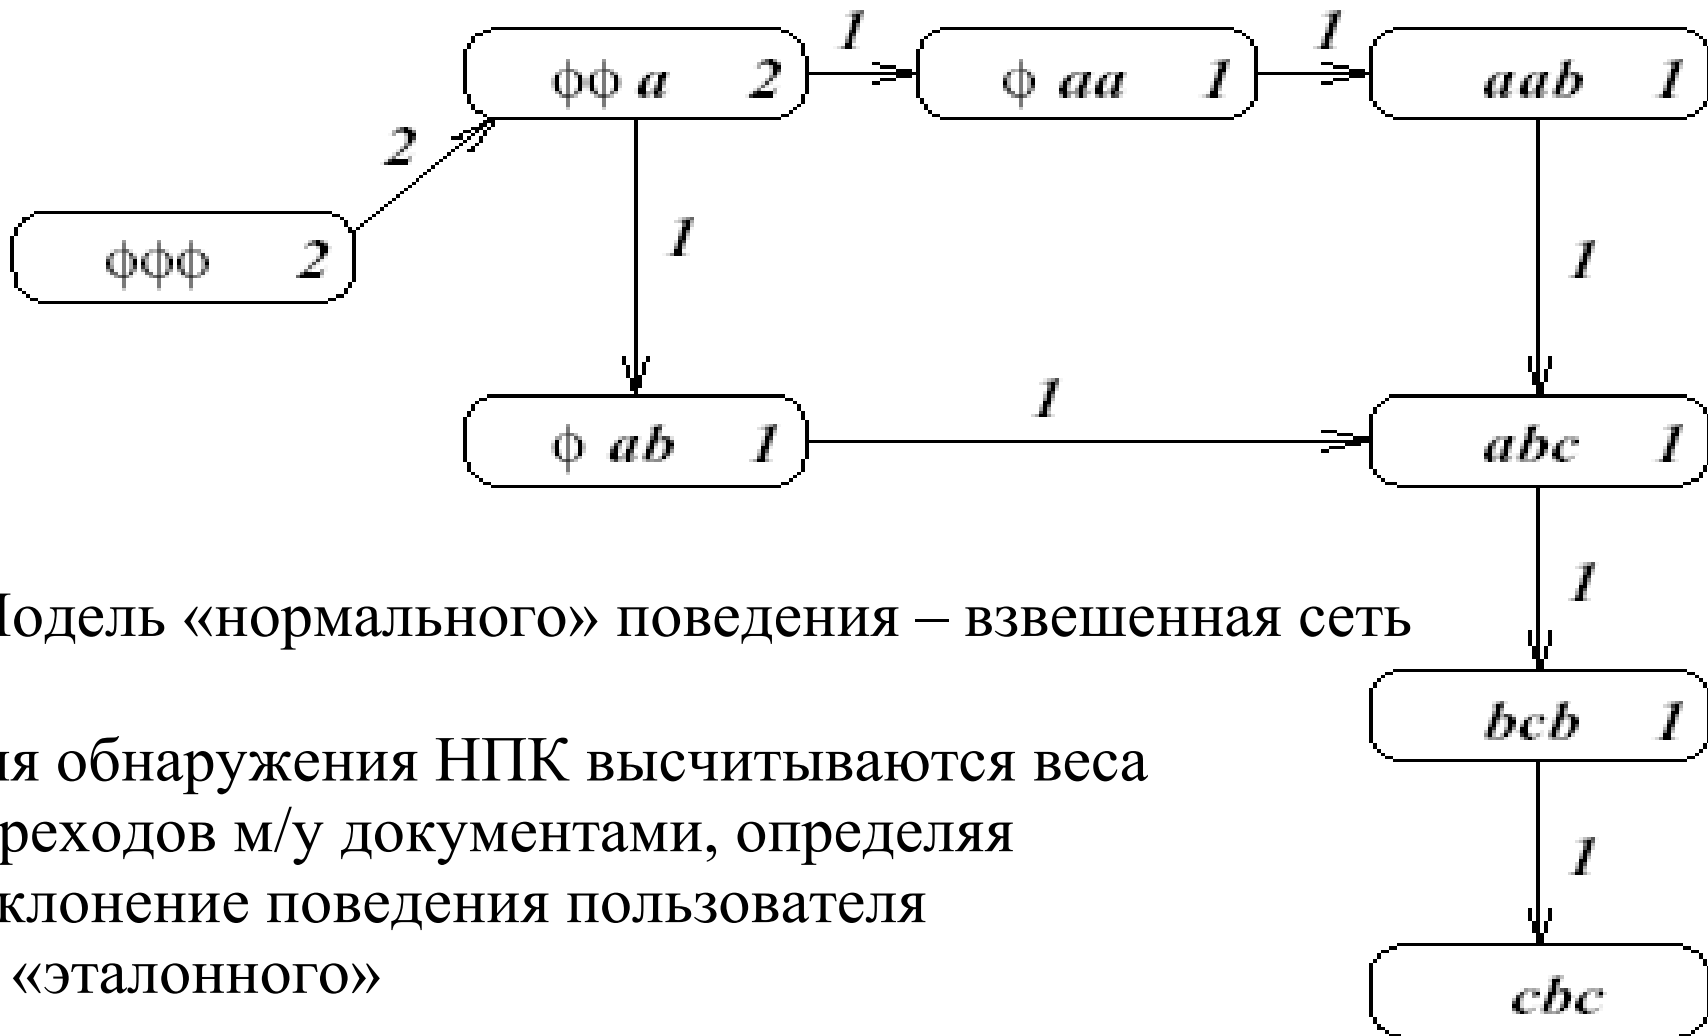 1 1
ϕϕ a 2 ϕ aa 1 aab 1
2
1
ϕϕϕ 2 1
1
ϕ ab 1 abc 1
1
одель «нормального» поведения – взвешенная сеть
bcb 1
я обнаружения НПК высчитываются веса
реходов м/у документами, определяя
1
клонение поведения пользователя
«эталонного»
cbc